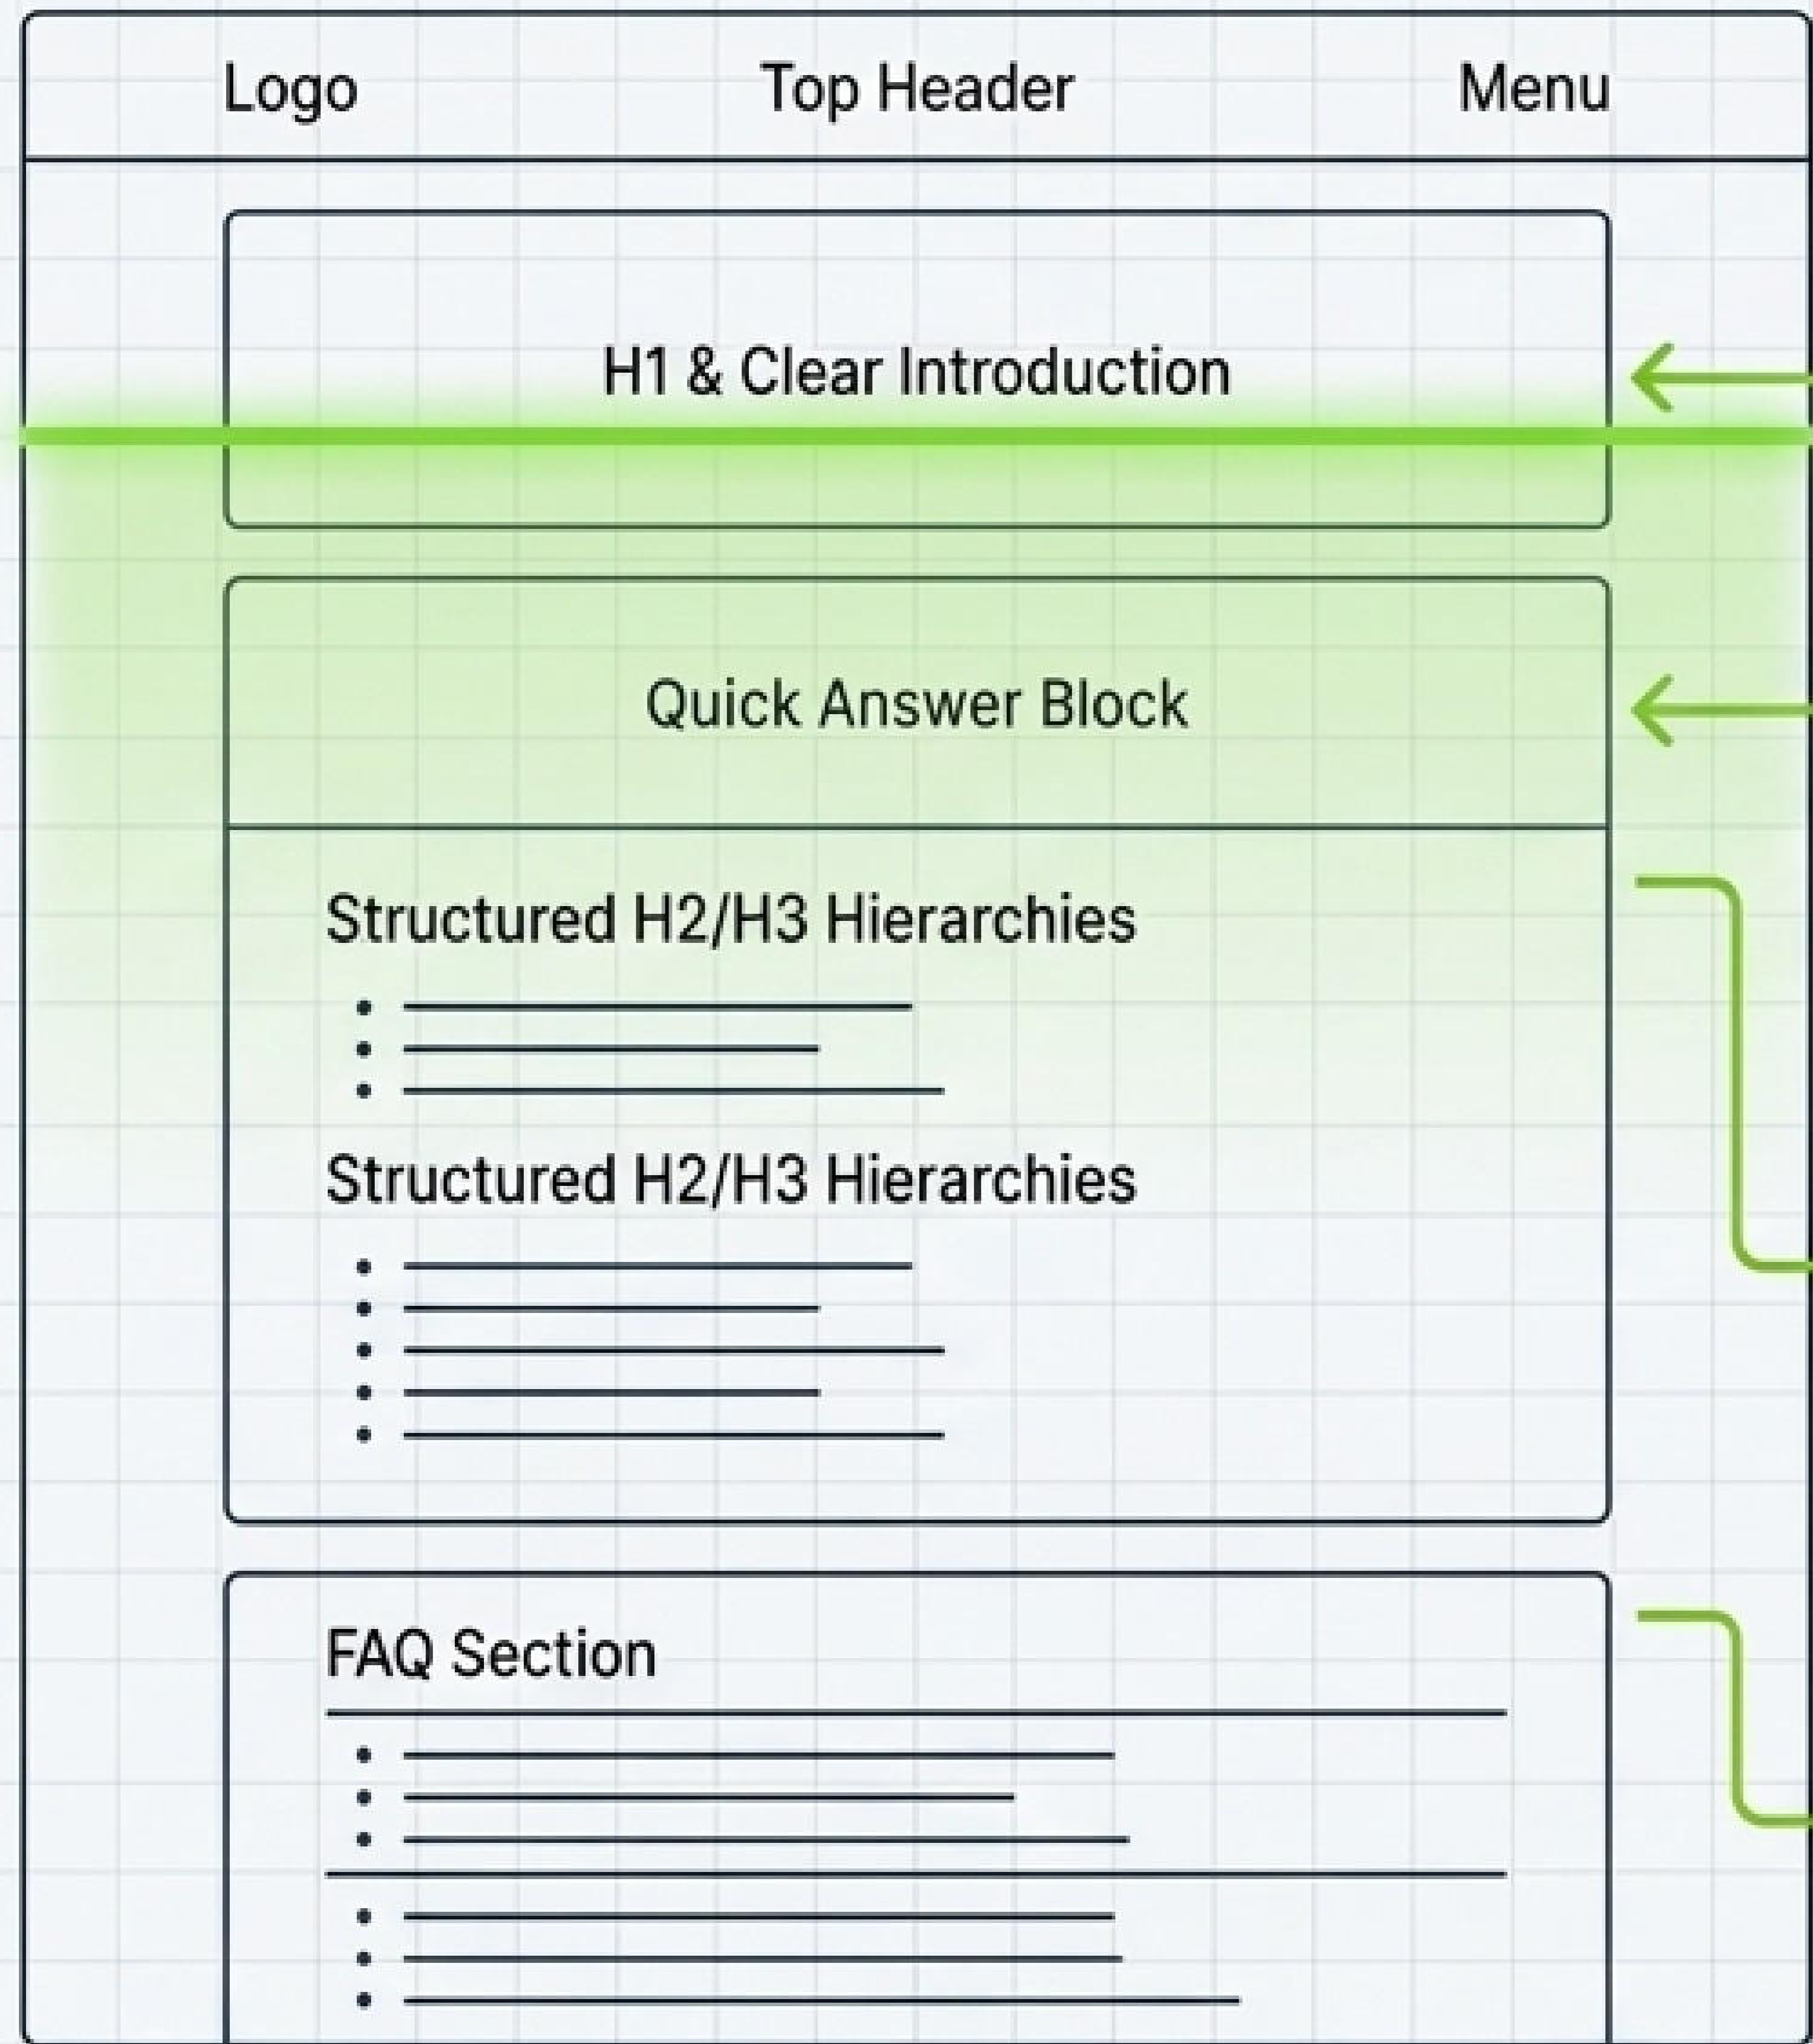 Logo
Top Header
Menu
H1 & Clear Introduction
Quick Answer Block
Structured H2/H3 Hierarchies
Structured H2/H3 Hierarchies
FAQ Section